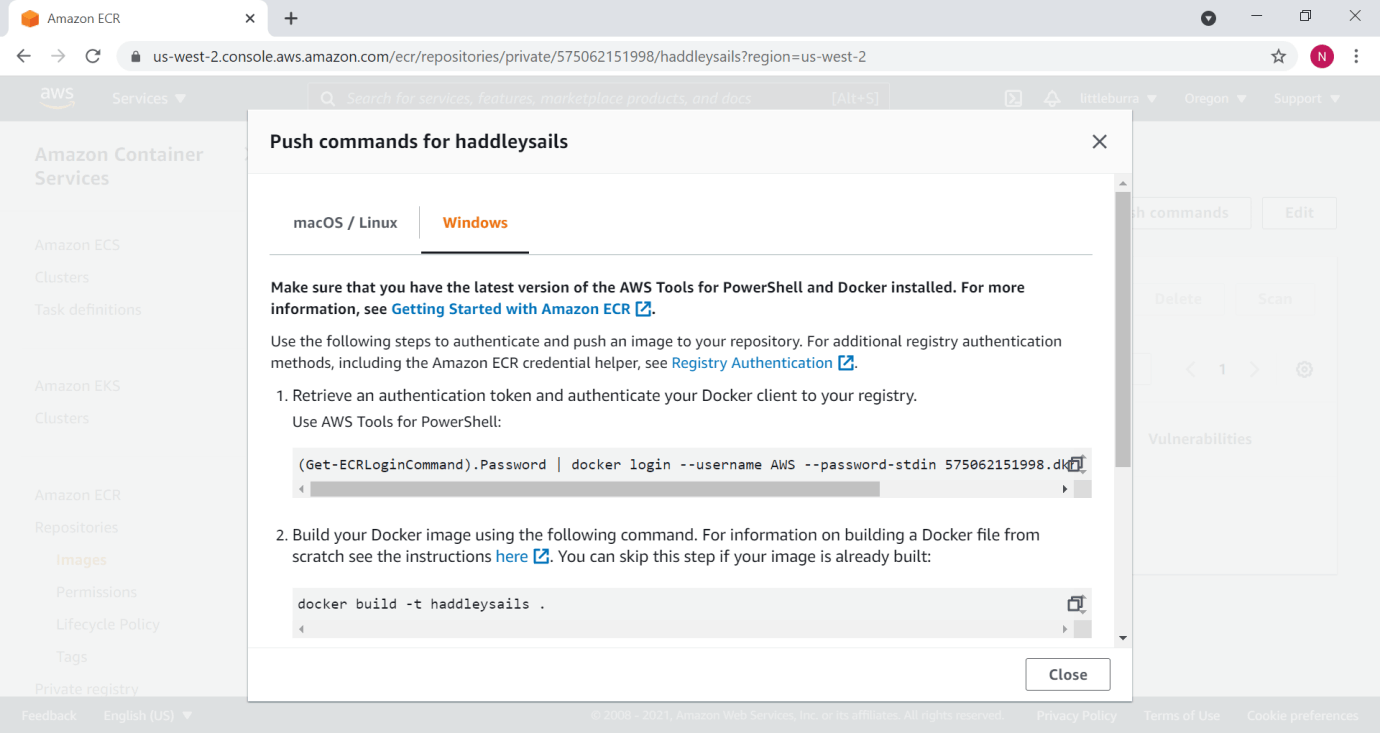 Amazon ECR
us-west-2.console.aws.amazon.com/ecr/repositories/private/575062151998/haddleysails?region=us-west-2
N
aws
Services
Search for services, features, marketplace products, and docs
[Alt+S]
littleburra
Oregon
Support
Push commands for haddleysails
Amazon Container
Services
macOS / Linux
Windows
sh commands
Edit
Amazon ECS
Clusters
Task definitions
Make sure that you have the latest version of the AWS Tools for PowerShell and Docker installed. For more
information, see Getting Started with Amazon ECR.
Delete
Scan
Use the following steps to authenticate and push an image to your repository. For additional registry authentication
methods, including the Amazon ECR credential helper, see Registry Authentication.
1
Amazon EKS
Clusters
1. Retrieve an authentication token and authenticate your Docker client to your registry.
Use AWS Tools for PowerShell:
Vulnerabilities
(Get-ECRLoginCommand).Password | docker login --username AWS --password-stdin 575062151998.dk
Amazon ECR
Repositories
Images
Permissions
Lifecycle Policy
Tags
Private registry
2. Build your Docker image using the following command. For information on building a Docker file from
scratch see the instructions here. You can skip this step if your image is already built:
docker build -t haddleysails .
Close
Feedback
English (US)
© 2008 - 2021, Amazon Web Services, Inc. or its affiliates. All rights reserved.
Privacy Policy
Terms of Use
Cookie preferences